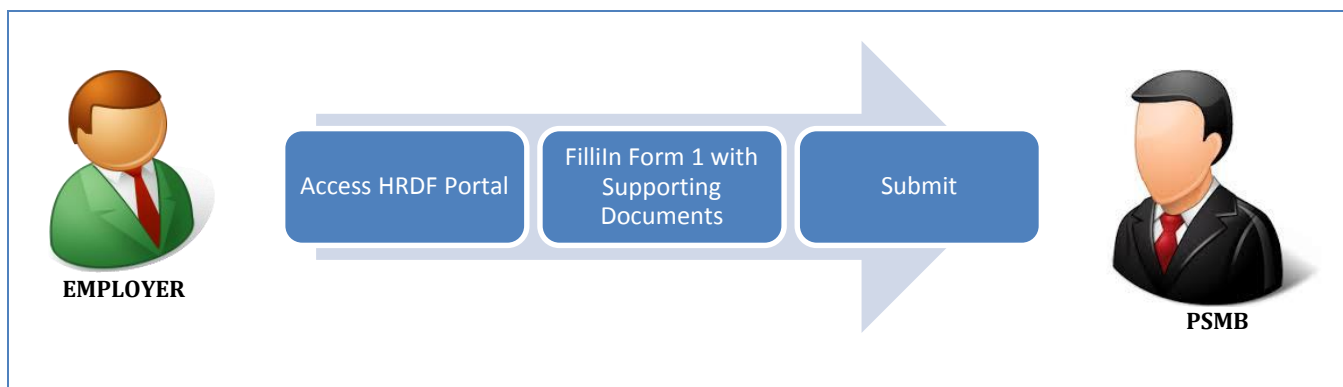 Access HRDF Portal
FilliIn Form 1 with
Supporting
Documents
Submit
EMPLOYER
PSMB